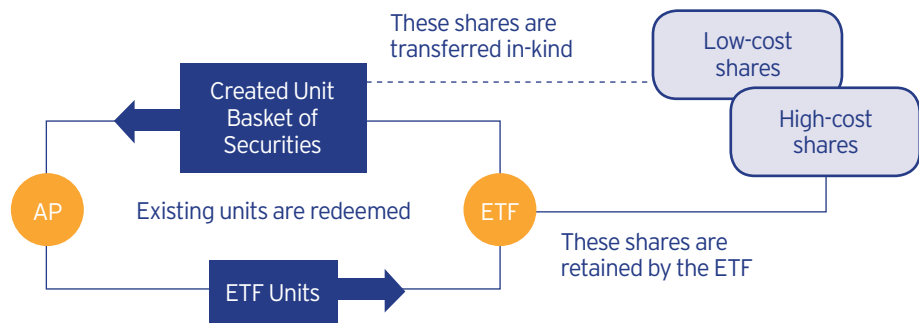 These shares are
transferred in-kind
Low-cost
shares
Created Unit
Basket of
Securities
High-cost
shares
AP
Existing units are redeemed
ETF
These shares are
retained by the ETF
ETF Units